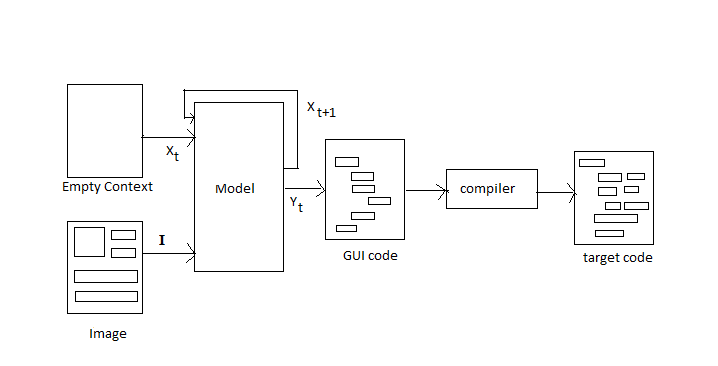 X t+1
X t
Empty Context
Model
Y t
compiler
GUI code
target code
I
Image